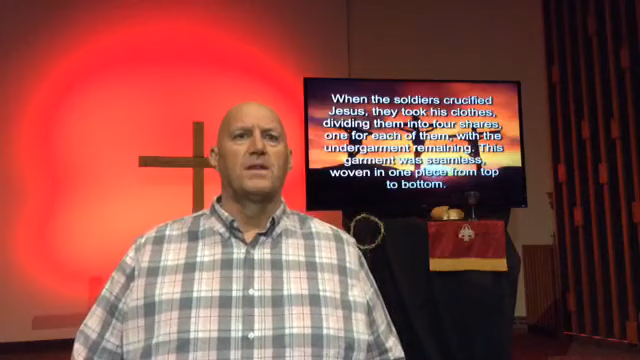 When the soldiers crucified
Jesus, they took his clothes,
dividing them into four shares,
one for each of them, with the
undergarment remaining. This
garment was seamless,
woven in one piece from top
to bottom.